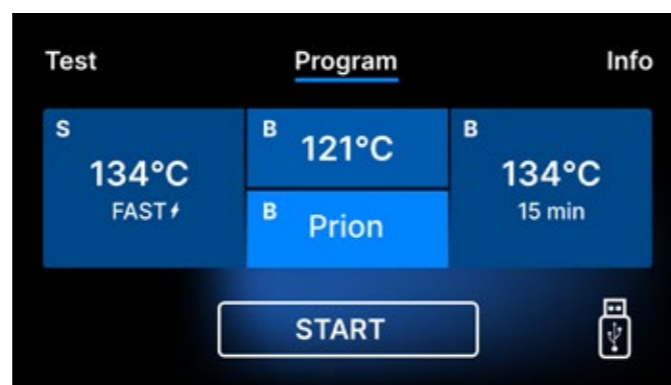 Test Program Info
S
134°C
FAST
B
121°C
B
Prion
B
134°C
15 min
START